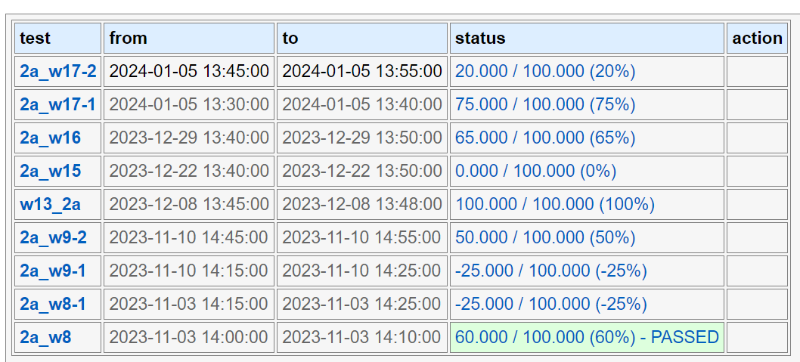 test from to status action
2a_w17-2 2024-01-05 13:45:00 2024-01-05 13:55:00 20.000 / 100.000 (20%)
2a_w17-1 2024-01-05 13:30:00 2024-01-05 13:40:00 75.000 / 100.000 (75%)
2a_w16 2023-12-29 13:40:00 2023-12-29 13:50:00 65.000 / 100.000 (65%)
2a_w15 2023-12-22 13:40:00 2023-12-22 13:50:00 0.000 / 100.000 (0%)
w13_2a 2023-12-08 13:45:00 2023-12-08 13:48:00 100.000 / 100.000 (100%)
2a_w9-2 2023-11-10 14:45:00 2023-11-10 14:55:00 50.000 / 100.000 (50%)
2a_w9-1 2023-11-10 14:15:00 2023-11-10 14:25:00 -25.000 / 100.000 (-25%)
2a_w8-1 2023-11-03 14:15:00 2023-11-03 14:25:00 -25.000 / 100.000 (-25%)
2a_w8 2023-11-03 14:00:00 2023-11-03 14:10:00 60.000 / 100.000 (60%) - PASSED